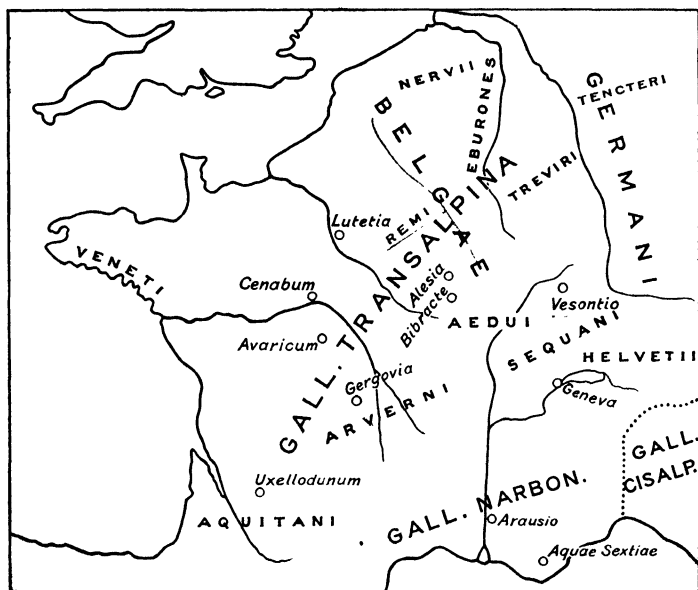 NERVII
BELGAE
EBURONES
TENCTERI
GERMANI
TREVIRI
REMI
GALL. TRANSALPINA
Lutetia
VENETI
Cenabum
Alesia
Bibracte
Vesontio
AEDUI
SEQUANI
Avaricum
HELVETII
Gergovia
Geneva
ARVERNI
GALL.
CISALP.
Uxellodunum
AQUITANI
GALL. NARBON.
Arausio
Aquae Sextiae